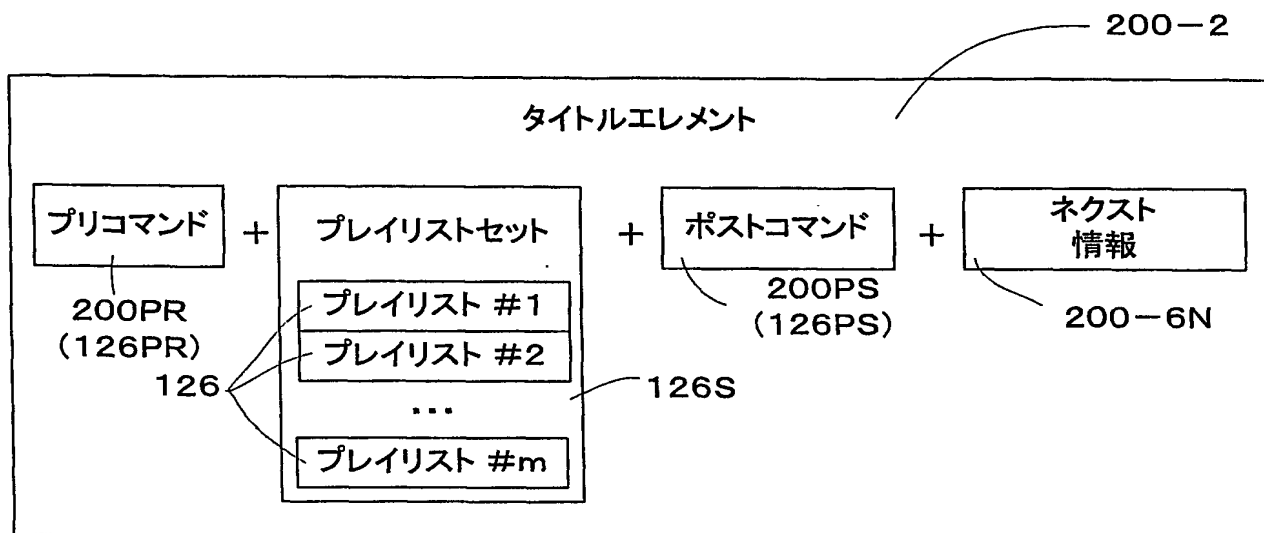 200-2
タイトルエレメント
プリコマンド
+
プレイリストセット
+
ポストコマンド
+
ネクスト
情報
200PR
(126PR)
プレイリスト #1
プレイリスト #2
...
プレイリスト #m
126
126S
200PS
(126PS)
200-6N